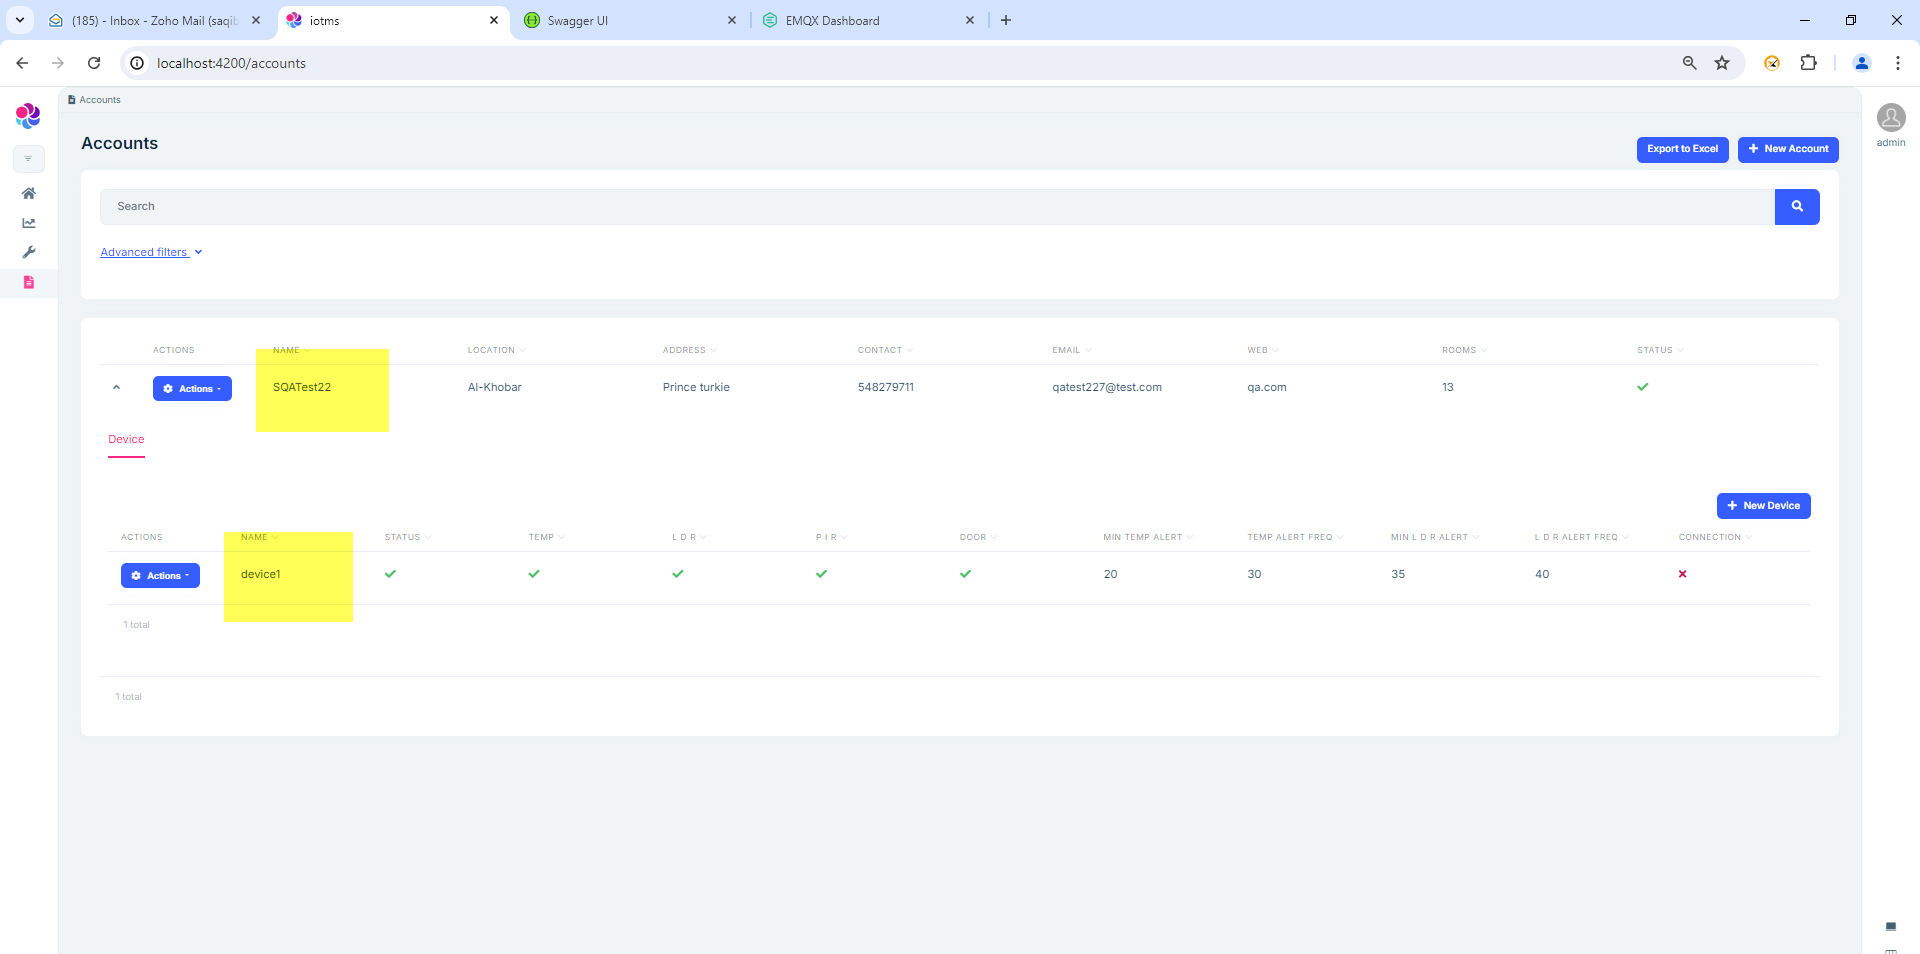 (185) - Inbox - Zoho Mail (saqib
iotms
Swagger UI
EMQX Dashboard
localhost:4200/accounts
Accounts
admin
Accounts
Export to Excel
New Account
Search
Advanced filters
ACTIONS NAME LOCATION ADDRESS CONTACT EMAIL WEB ROOMS STATUS
Actions SQATest22 Al-Khobar Prince turkie 548279711 qatest227@test.com qa.com 13
Device
New Device
ACTIONS NAME STATUS TEMP L D R P I R DOOR MIN TEMP ALERT TEMP ALERT FREQ MIN L D R ALERT L D R ALERT FREQ CONNECTION
Actions device1 20 30 35 40
1 total
1 total